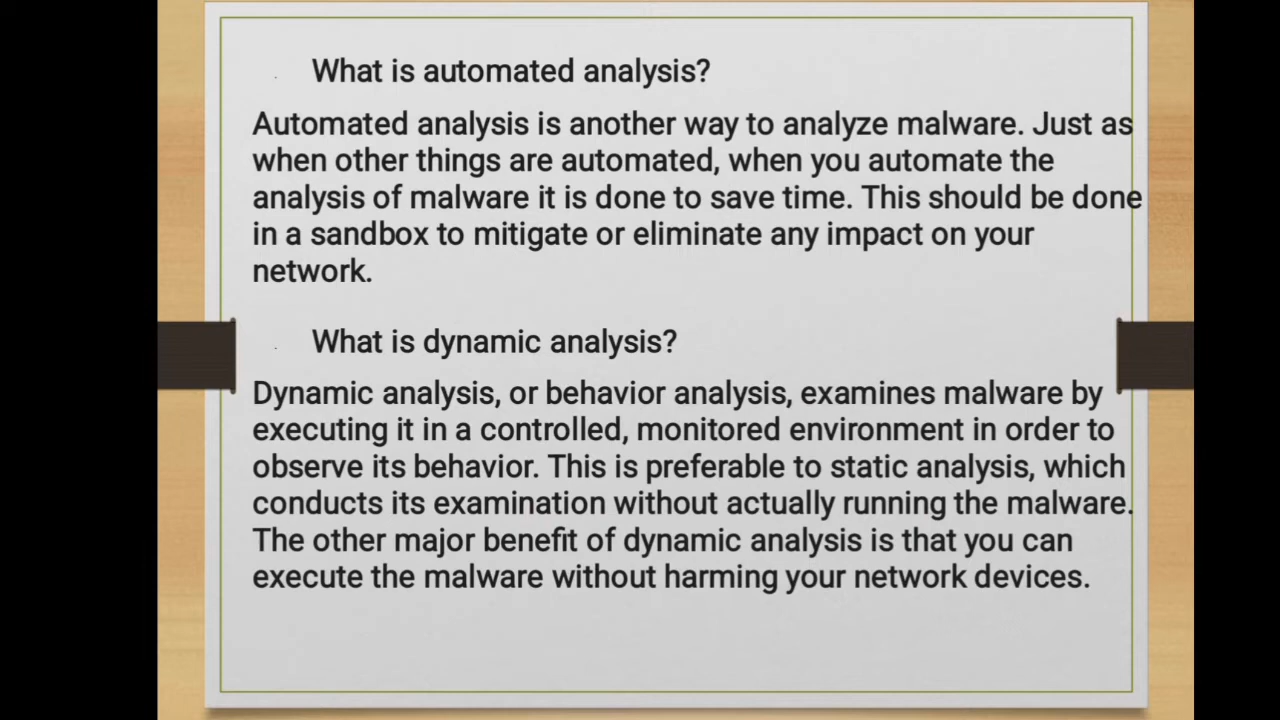 What is automated analysis?
Automated analysis is another way to analyze malware. Just as
when other things are automated, when you automate the
analysis of malware it is done to save time. This should be done
in a sandbox to mitigate or eliminate any impact on your
network.
What is dynamic analysis?
Dynamic analysis, or behavior analysis, examines malware by
executing it in a controlled, monitored environment in order to
observe its behavior. This is preferable to static analysis, which
conducts its examination without actually running the malware.
The other major benefit of dynamic analysis is that you can
execute the malware without harming your network devices.